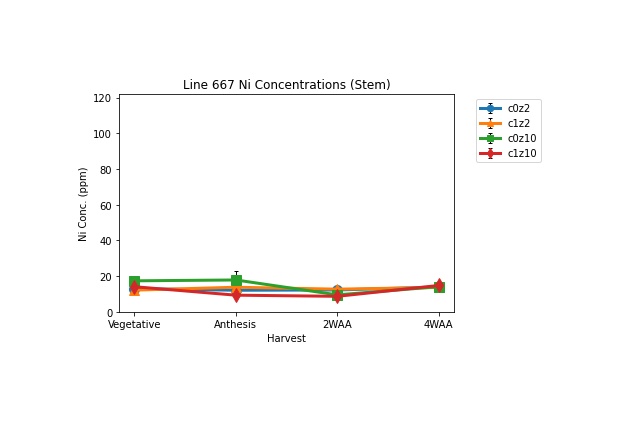 Line 667 Ni Concentrations (Stem)
120
100
80
60
40
20
0
Ni Conc. (ppm)
Vegetative Anthesis 2WAA 4WAA
Harvest
c0z2
c1z2
c0z10
c1z10